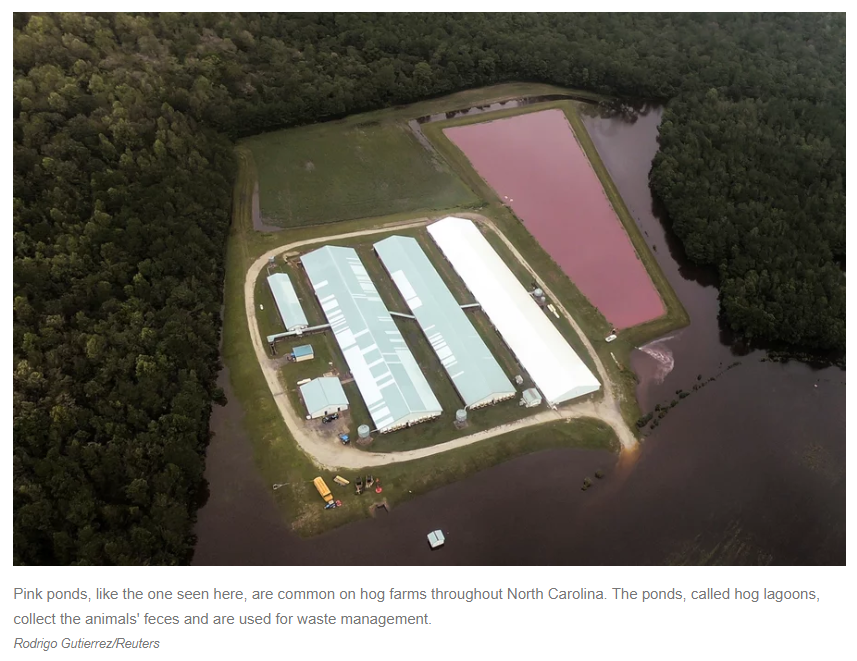 Pink ponds, like the one seen here, are common on hog farms throughout North Carolina. The ponds, called hog lagoons,
collect the animals' feces and are used for waste management.
Rodrigo Gutierrez/Reuters